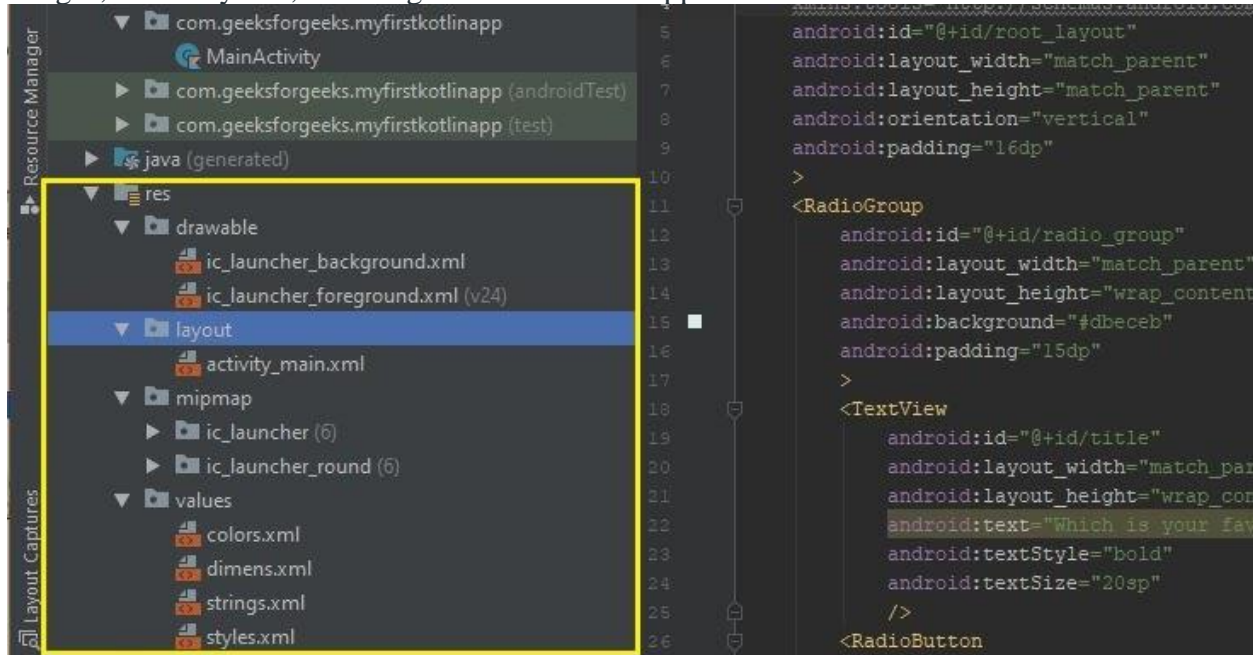 Resource Manager
Layout Captures
com.geeksforgeeks.myfirstkotlinapp
MainActivity
com.geeksforgeeks.myfirstkotlinapp (androidTest)
com.geeksforgeeks.myfirstkotlinapp (test)
java (generated)
res
drawable
ic_launcher_background.xml
ic_launcher_foreground.xml (v24)
layout
activity_main.xml
mipmap
ic_launcher (6)
ic_launcher_round (6)
values
colors.xml
dimens.xml
strings.xml
styles.xml
5 android:id="@+id/root_layout"
6 android:layout_width="match_parent"
7 android:layout_height="match_parent"
8 android:orientation="vertical"
9 android:padding="16dp"
10 >
11 <RadioGroup
12 android:id="@+id/radio_group"
13 android:layout_width="match_parent"
14 android:layout_height="wrap_content
15 android:background="#dbeceb"
16 android:padding="15dp"
17 >
18 <TextView
19 android:id="@+id/title"
20 android:layout_width="match_par
21 android:layout_height="wrap_con
22 android:text="Which is your fav
23 android:textStyle="bold"
24 android:textSize="20sp"
25 />
26 <RadioButton